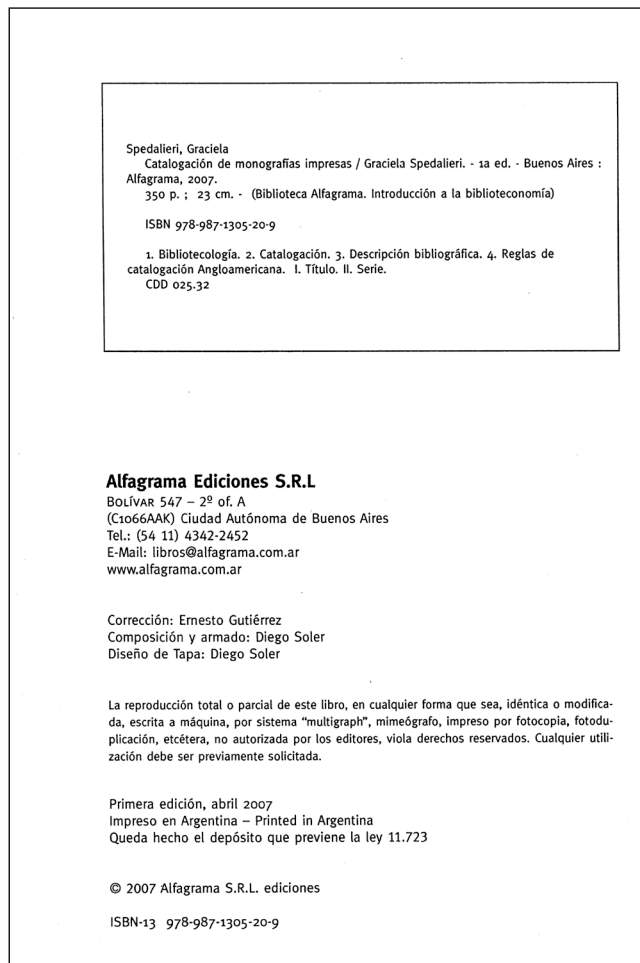 Spedalieri, Graciela
Catalogación de monografías impresas / Graciela Spedalieri. - 1a ed. - Buenos Aires :
Alfagrama, 2007.
350 p. ; 23 cm. - (Biblioteca Alfagrama. Introducción a la biblioteconomía)
ISBN 978-987-1305-20-9
1. Bibliotecología. 2. Catalogación. 3. Descripción bibliográfica. 4. Reglas de
catalogación Angloamericana. I. Título. II. Serie.
CDD 025.32
Alfagrama Ediciones S.R.L
BOLÍVAR 547 – 2º of. A
(C1066AAK) Ciudad Autónoma de Buenos Aires
Tel.: (54 11) 4342-2452
E-Mail: libros@alfagrama.com.ar
www.alfagrama.com.ar
Corrección: Ernesto Gutiérrez
Composición y armado: Diego Soler
Diseño de Tapa: Diego Soler
La reproducción total o parcial de este libro, en cualquier forma que sea, idéntica o modifica-
da, escrita a máquina, por sistema “multigraph”, mimeógrafo, impreso por fotocopia, fotodu-
plicación, etcétera, no autorizada por los editores, viola derechos reservados. Cualquier utili-
zación debe ser previamente solicitada.
Primera edición, abril 2007
Impreso en Argentina – Printed in Argentina
Queda hecho el depósito que previene la ley 11.723
© 2007 Alfagrama S.R.L. ediciones
ISBN-13 978-987-1305-20-9